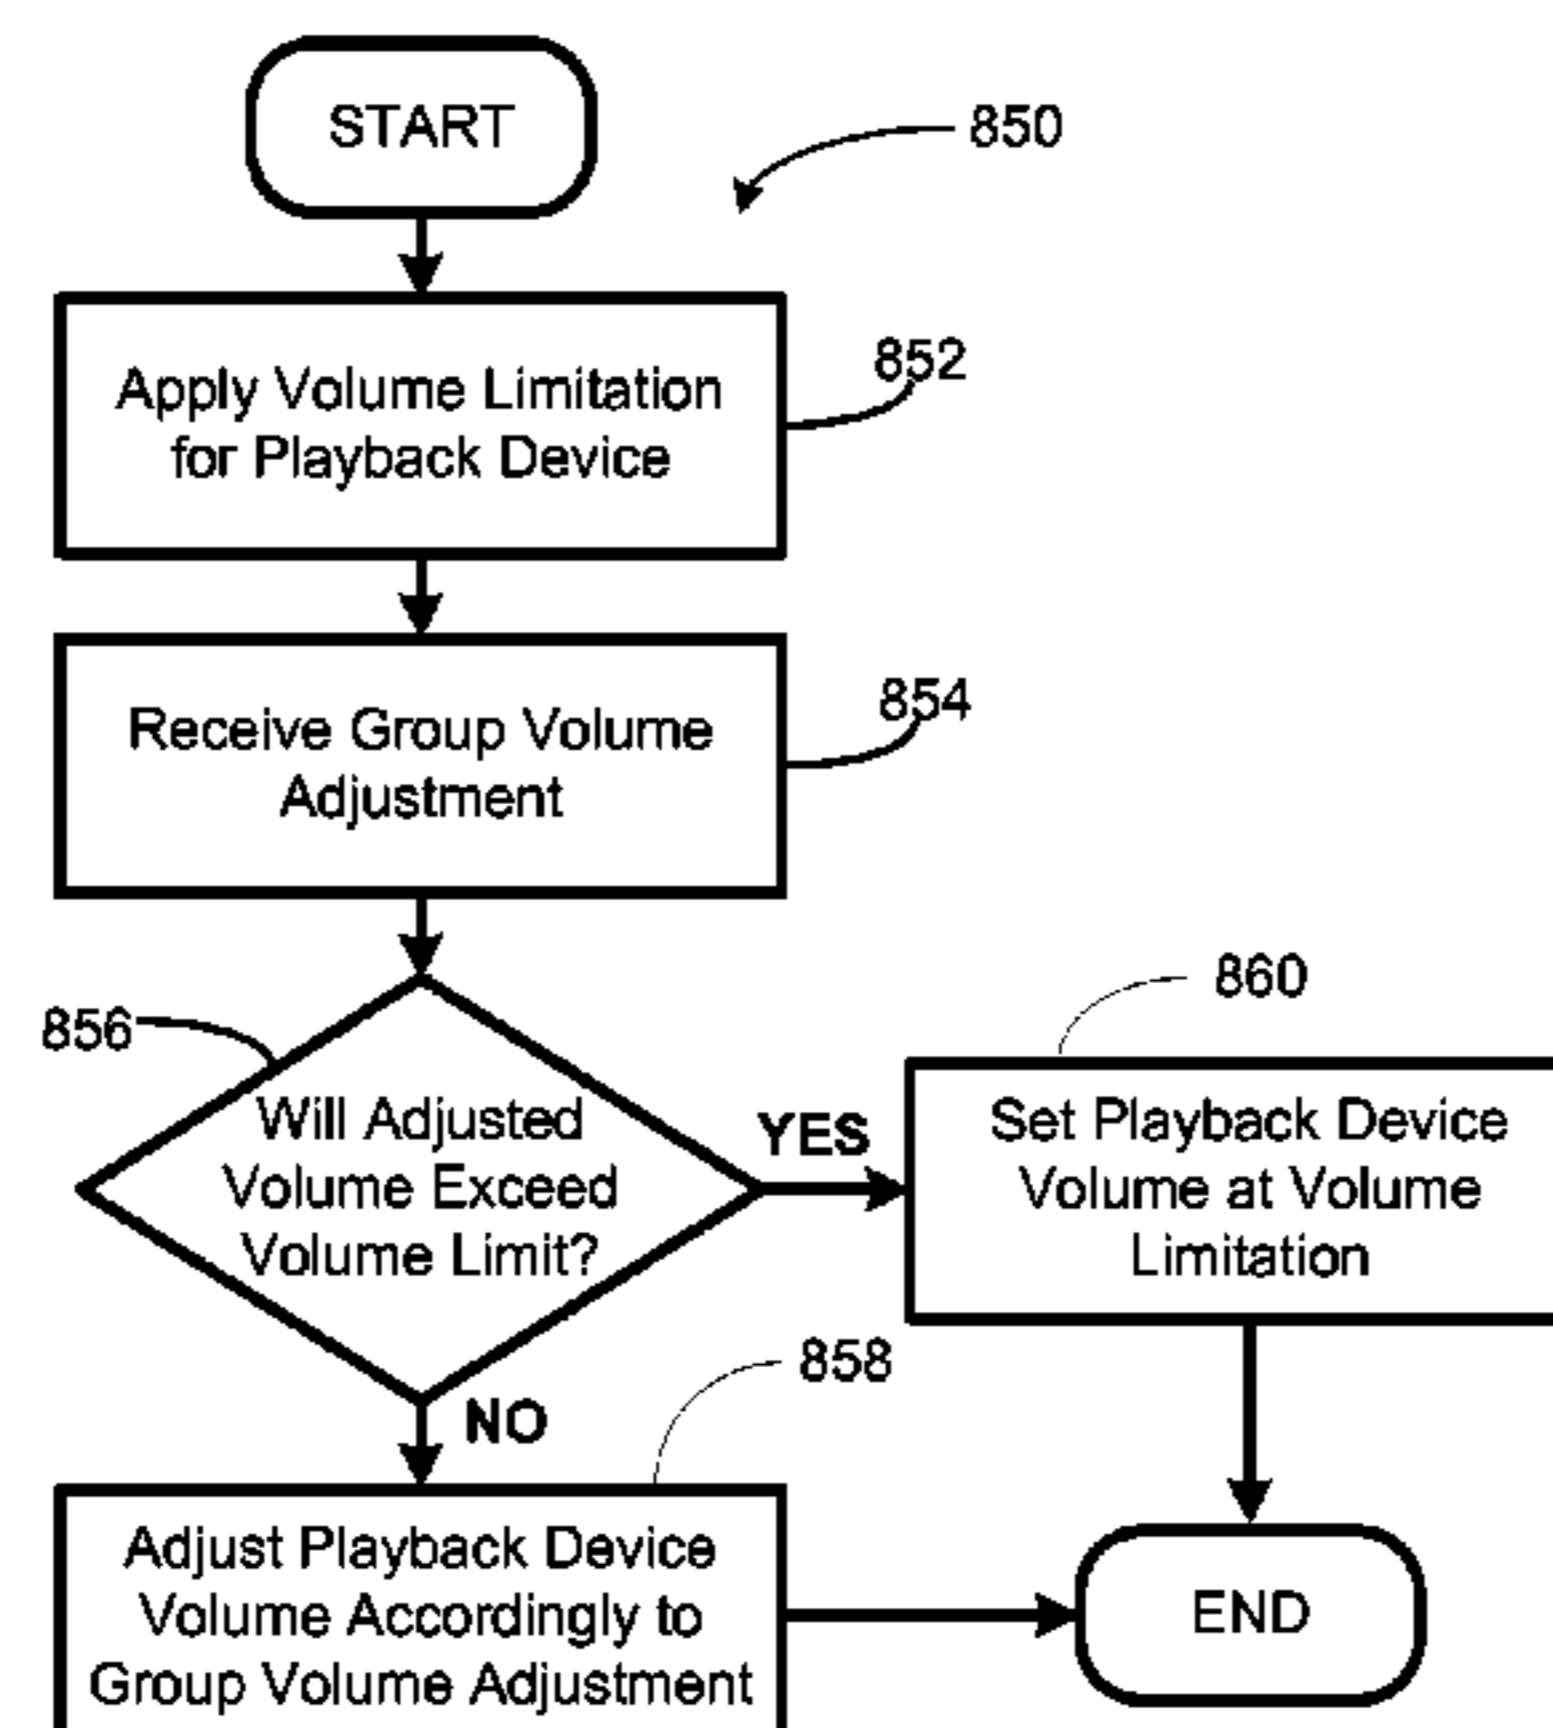 START
850
Apply Volume Limitation
for Playback Device
852
Receive Group Volume
Adjustment
854
856
Will Adjusted
Volume Exceed
Volume Limit?
YES
860
Set Playback Device
Volume at Volume
Limitation
NO
858
Adjust Playback Device
Volume Accordingly to
Group Volume Adjustment
END